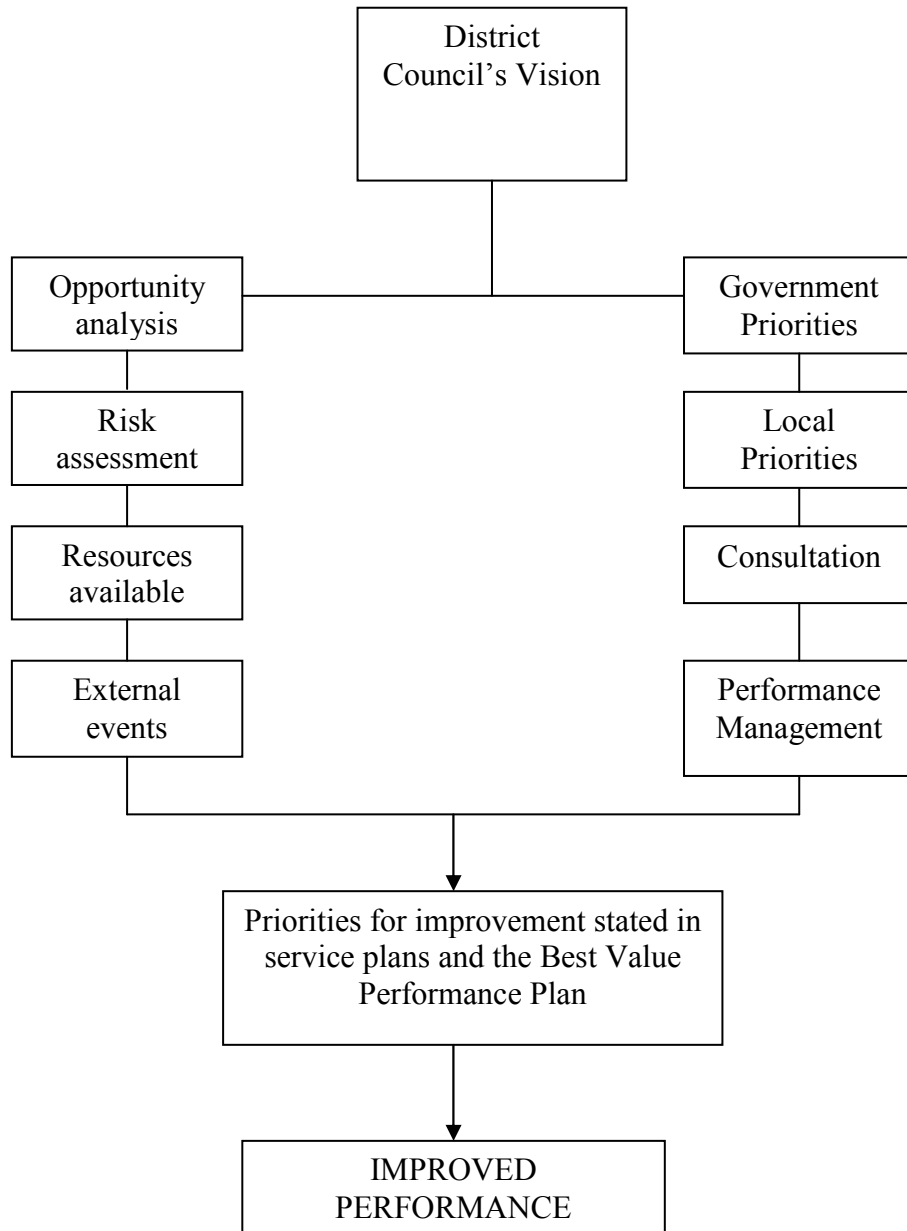 District
Council’s Vision
Opportunity
analysis
Government
Priorities
Risk
assessment
Local
Priorities
Resources
available
Consultation
External
events
Performance
Management
Priorities for improvement stated in
service plans and the Best Value
Performance Plan
IMPROVED
PERFORMANCE